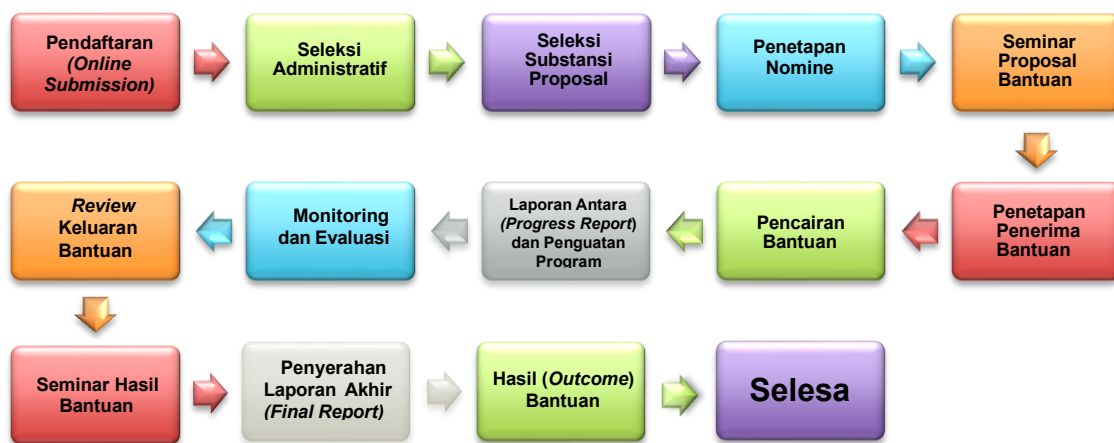 Pendaftaran
(Online
Submission)
Seleksi
Administratif
Seleksi
Substansi
Proposal
Penetapan
Nomine
Seminar
Proposal
Bantuan
Penetapan
Penerima
Bantuan
Pencairan
Bantuan
Laporan Antara
(Progress Report)
dan Penguatan
Program
Monitoring
dan Evaluasi
Review
Keluaran
Bantuan
Seminar Hasil
Bantuan
Penyerahan
Laporan Akhir
(Final Report)
Hasil (Outcome)
Bantuan
Selesa